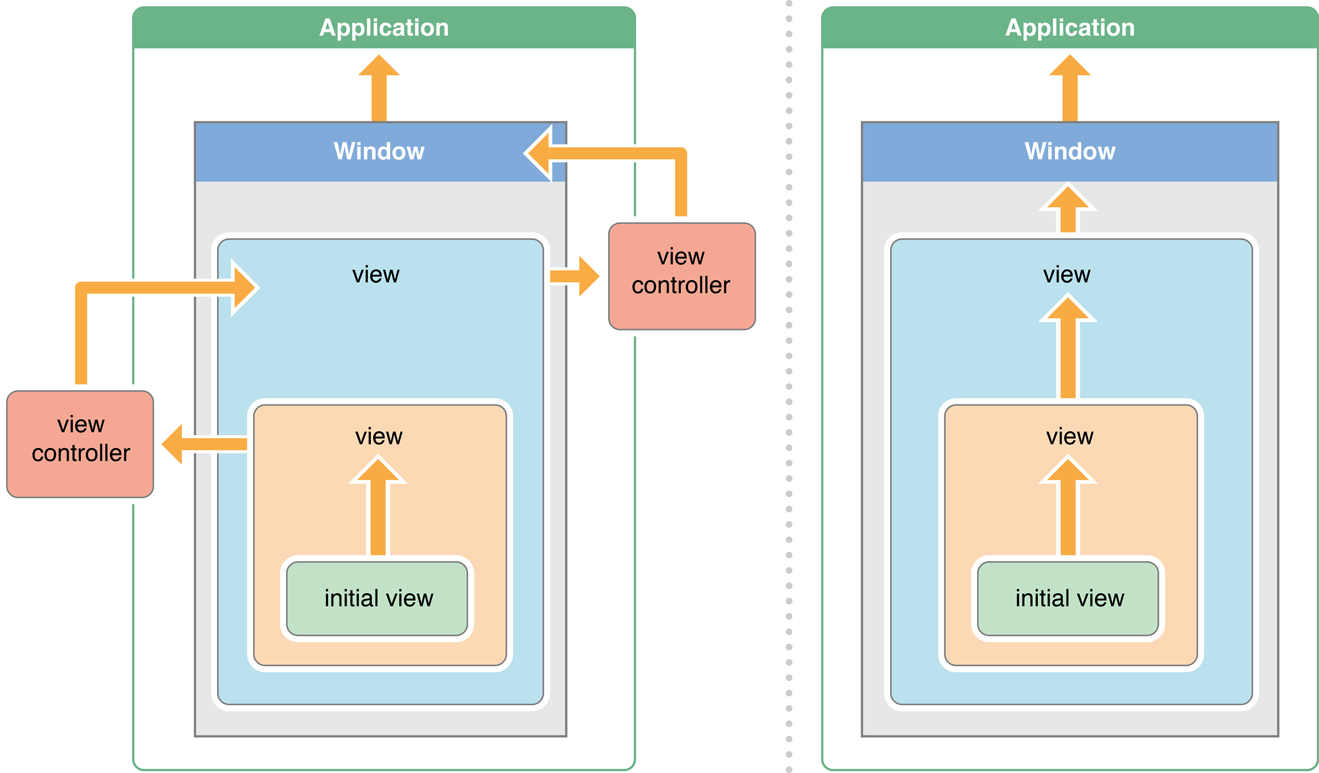 Application
Window
view
view
controller
view
controller
view
initial view
Application
Window
view
view
initial view